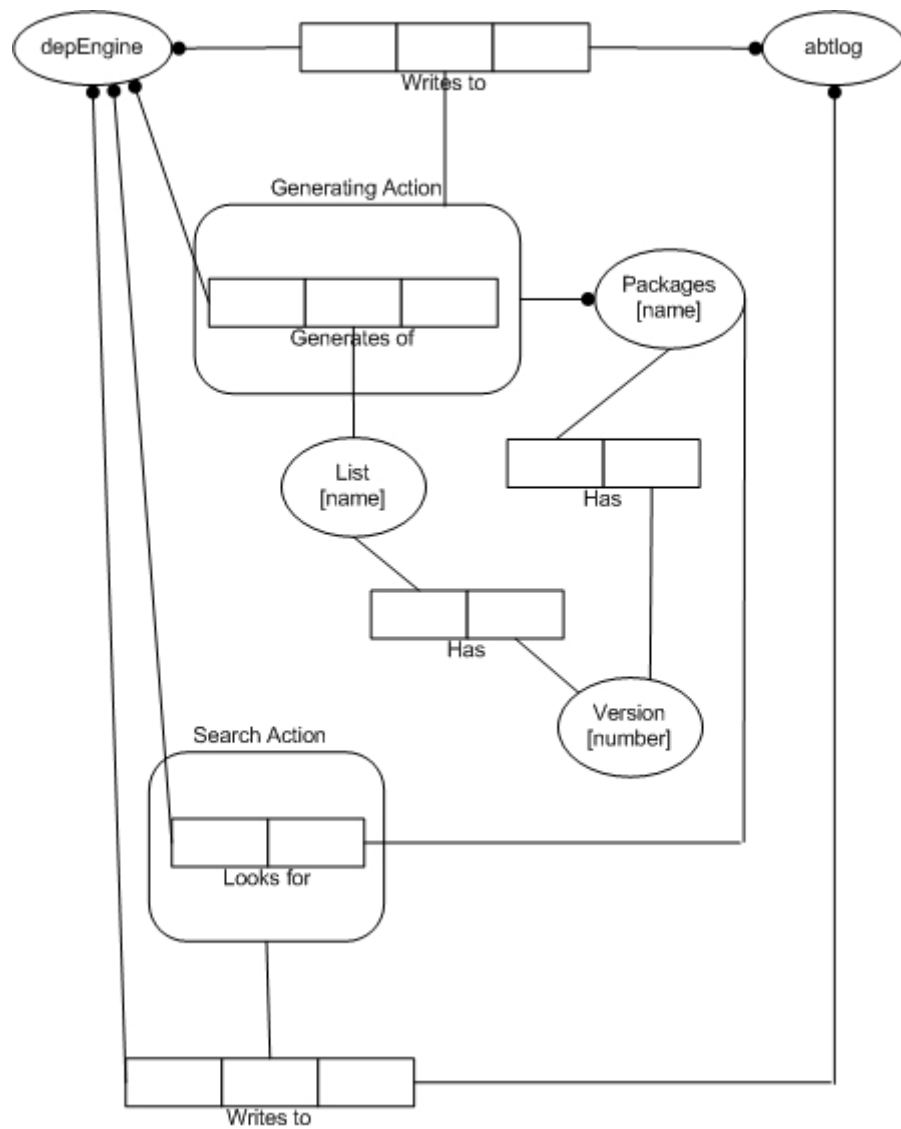 depEngine
abtlog
Writes to
Generating Action
Packages
[name]
Generates of
List
[name]
Has
Has
Version
[number]
Search Action
Looks for
Writes to